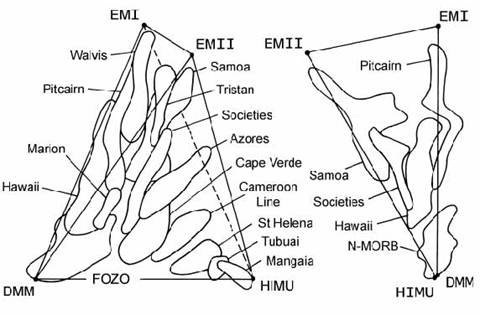 EMI
EMII
Walvis
Samoa
Pitcairn
Tristan
Societies
Azores
Marion
Cape Verde
Hawaii
Cameroon
Line
St Helena
Tubuai
Mangaia
DMM
FOZO
HIMU
EMI
EMII
Pitcairn
Samoa
Societies
Hawaii
N-MORB
HIMU
DMM